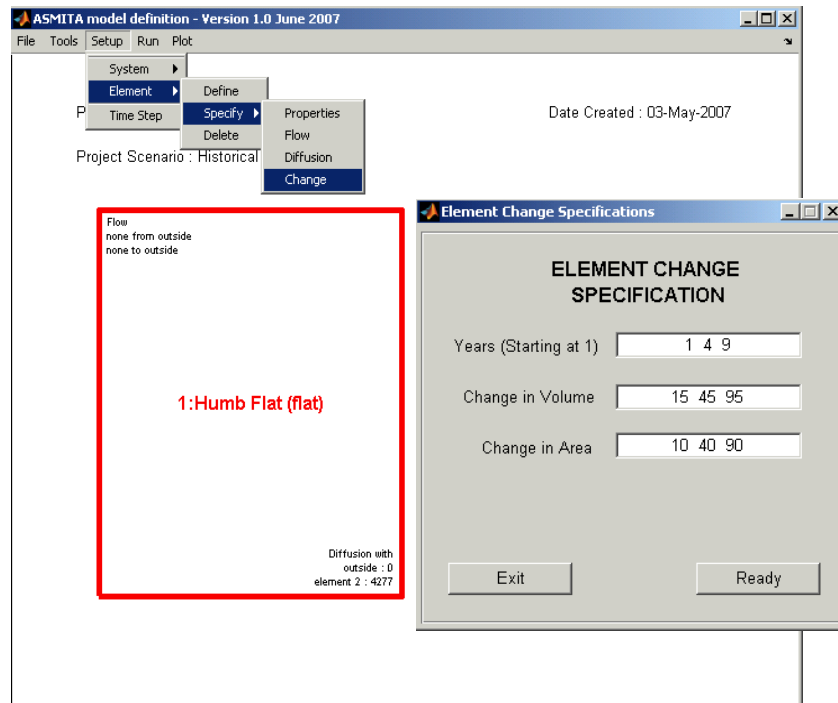 ASMITA model definition - Version 1.0 June 2007
File Tools Setup Run Plot
System
Element
Time Step
Define
Specify
Delete
Properties
Flow
Diffusion
Change
P
Date Created : 03-May-2007
Project Scenario : Historical
Flow
none from outside
none to outside
1:Humb Flat (flat)
Diffusion with
outside : 0
element 2 : 4277
Element Change Specifications
ELEMENT CHANGE
SPECIFICATION
Years (Starting at 1) 1 4 9
Change in Volume 15 45 95
Change in Area 10 40 90
Exit Ready